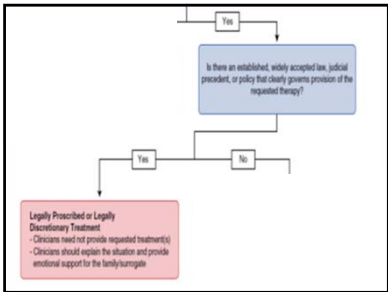 Yes
Is there an established, widely accepted law, judicial
precedent, or policy that clearly governs provision of the
requested therapy?
Yes
No
Legally Proscribed or Legally
Discretionary Treatment
- Clinicians need not provide requested treatment(s)
- Clinicians should explain the situation and provide
emotional support for the family/surrogate